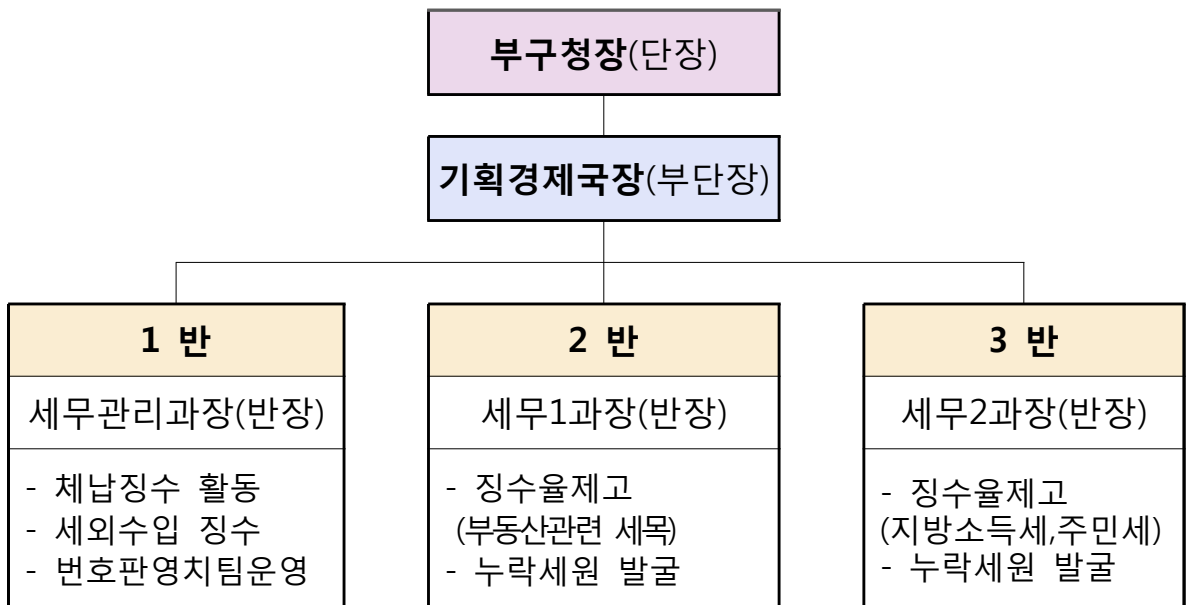 부구청장(단장)
기획경제국장(부단장)
1 반
세무관리과장(반장)
- 체납징수 활동
- 세외수입 징수
- 번호판영치팀운영
2 반
세무1과장(반장)
- 징수율제고
(부동산관련 세목)
- 누락세원 발굴
3 반
세무2과장(반장)
- 징수율제고
(지방소득세,주민세)
- 누락세원 발굴